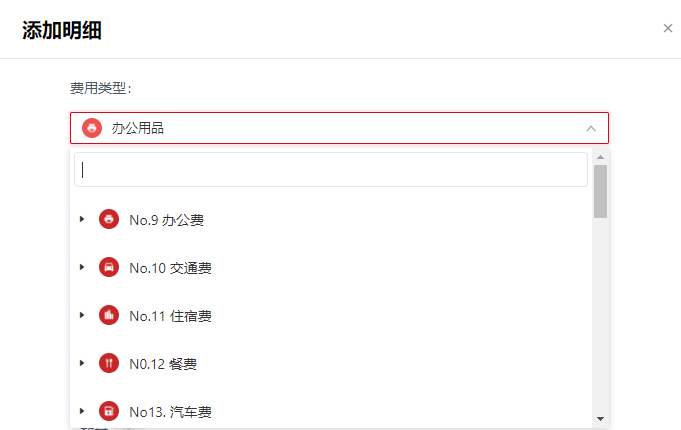 添加明细
费用类型:
办公用品
No.9 办公费
No.10 交通费
No.11 住宿费
N0.12 餐费
No13. 汽车费